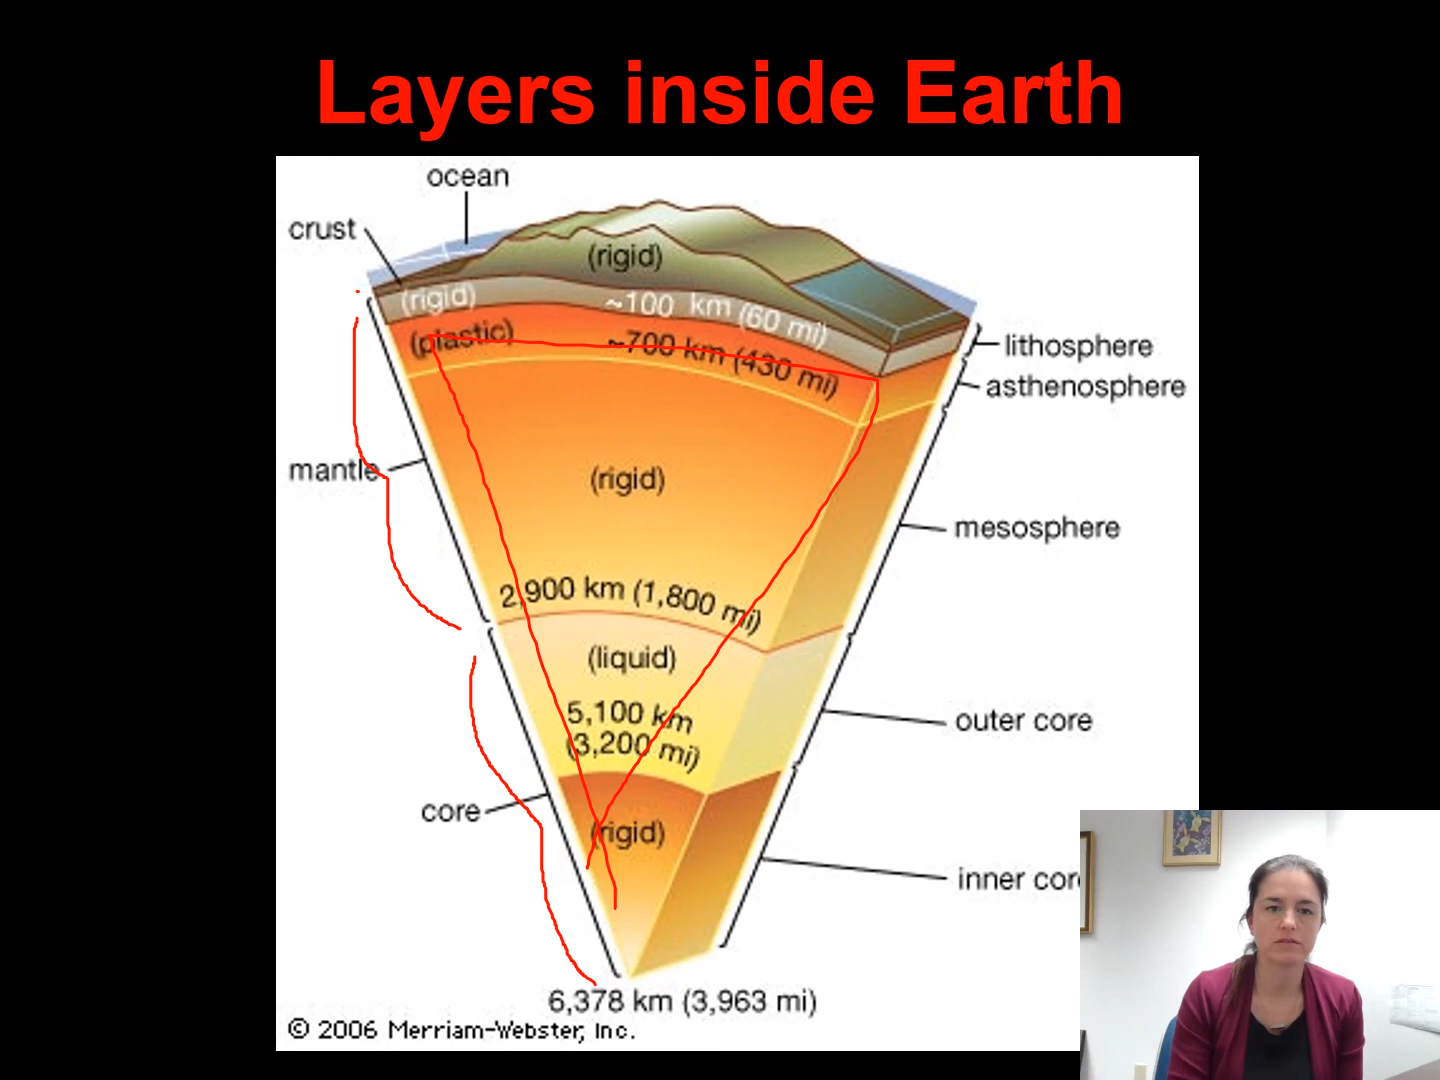 Layers inside Earth
ocean
crust
(rigid)
(rigid)
~100 km (60 mi)
(plastic)
~700 km (430 mi)
lithosphere
asthenosphere
mantle
(rigid)
mesosphere
2,900 km (1,800 mi)
(liquid)
5,100 km
(3,200 mi)
outer core
core
(rigid)
inner cor
6,378 km (3,963 mi)
© 2006 Merriam-Webster, Inc.